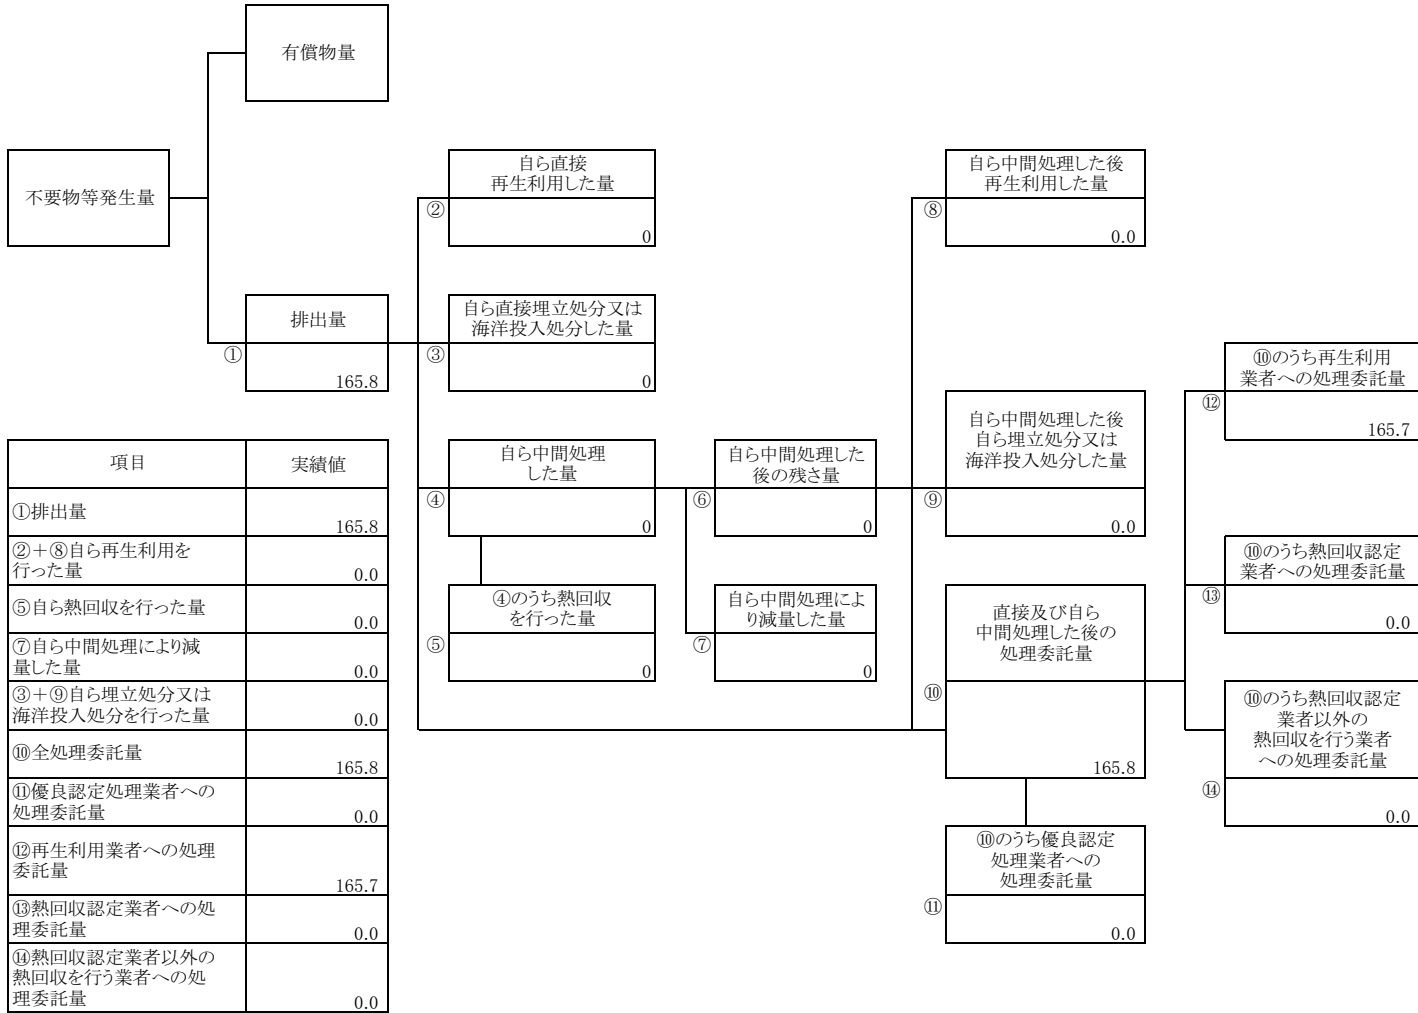 有償物量
不要物等発生量
排出量
①
165.8
自ら直接
再生利用した量
②
0
自ら直接埋立処分又は
海洋投入処分した量
③
0
自ら中間処理
した量
④
0
④のうち熱回収
を行った量
⑤
0
自ら中間処理した
後の残さ量
⑥
0
自ら中間処理によ
り減量した量
⑦
0
自ら中間処理した後
再生利用した量
⑧
0.0
自ら中間処理した後
自ら埋立処分又は
海洋投入処分した量
⑨
0.0
直接及び自ら
中間処理した後の
処理委託量
⑩
165.8
⑩のうち優良認定
処理業者への
処理委託量
⑪
0.0
⑩のうち再生利用
業者への処理委託量
⑫
165.7
⑩のうち熱回収認定
業者への処理委託量
⑬
0.0
⑩のうち熱回収認定
業者以外の
熱回収を行う業者
への処理委託量
⑭
0.0
項目 実績値
①排出量
165.8
②＋⑧自ら再生利用を
行った量
0.0
⑤自ら熱回収を行った量
0.0
⑦自ら中間処理により減
量した量
0.0
③＋⑨自ら埋立処分又は
海洋投入処分を行った量
0.0
⑩全処理委託量
165.8
⑪優良認定処理業者への
処理委託量
0.0
⑫再生利用業者への処理
委託量
165.7
⑬熱回収認定業者への処
理委託量
0.0
⑭熱回収認定業者以外の
熱回収を行う業者への処
理委託量
0.0